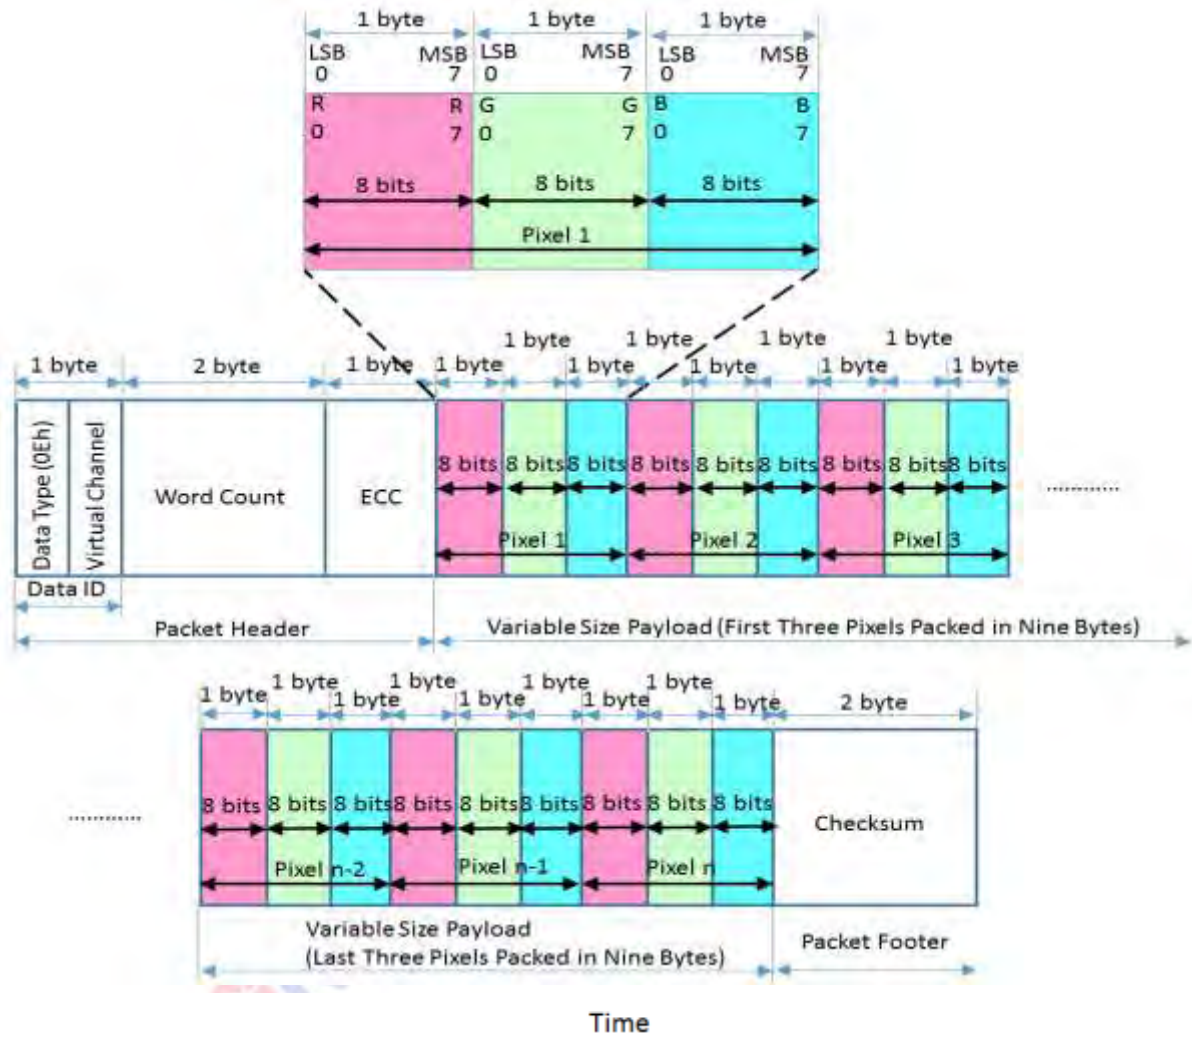 1 byte 1 byte 1 byte
LSB MSB LSB MSB LSB MSB
0 7 0 7 0 7
R R G G B B
0 7 0 7 0 7
8 bits 8 bits 8 bits
Pixel 1
1 byte 1 byte 1 byte 1 byte
1 byte 2 byte 1 byte 1 byte 1 byte 1 byte 1 byte 1 byte
Data Type (0Eh)
Virtual Channel
Word Count
ECC
8 bits 8 bits 8 bits 8 bits 8 bits 8 bits 8 bits 8 bits 8 bits
............
Pixel 1 Pixel 2 Pixel 3
Data ID
Packet Header
Variable Size Payload (First Three Pixels Packed in Nine Bytes)
1 byte 1 byte 1 byte 1 byte
1 byte 1 byte 1 byte 1 byte 1 byte 2 byte
............
8 bits 8 bits 8 bits 8 bits 8 bits 8 bits 8 bits 8 bits 8 bits
Checksum
Pixel n-2 Pixel n-1 Pixel n
Variable Size Payload
(Last Three Pixels Packed in Nine Bytes)
Packet Footer
Time